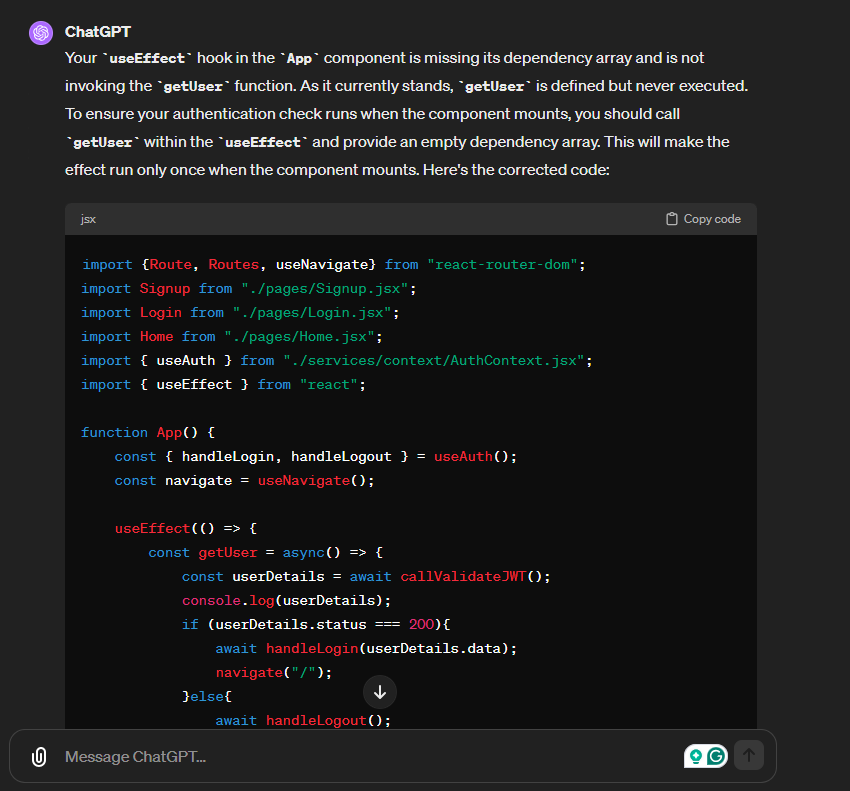 ChatGPT
Your `useEffect` hook in the `App` component is missing its dependency array and is not
invoking the `getUser` function. As it currently stands, `getUser` is defined but never executed.
To ensure your authentication check runs when the component mounts, you should call
`getUser` within the `useEffect` and provide an empty dependency array. This will make the
effect run only once when the component mounts. Here's the corrected code:
jsx Copy code
import {Route, Routes, useNavigate} from "react-router-dom";
import Signup from "./pages/Signup.jsx";
import Login from "./pages/Login.jsx";
import Home from "./pages/Home.jsx";
import { useAuth } from "./services/context/AuthContext.jsx";
import { useEffect } from "react";
function App() {
const { handleLogin, handleLogout } = useAuth();
const navigate = useNavigate();
useEffect(() => {
const getUser = async() => {
const userDetails = await callValidateJWT();
console.log(userDetails);
if (userDetails.status === 200){
await handleLogin(userDetails.data);
navigate("/");
}else{
await handleLogout();
Message ChatGPT...